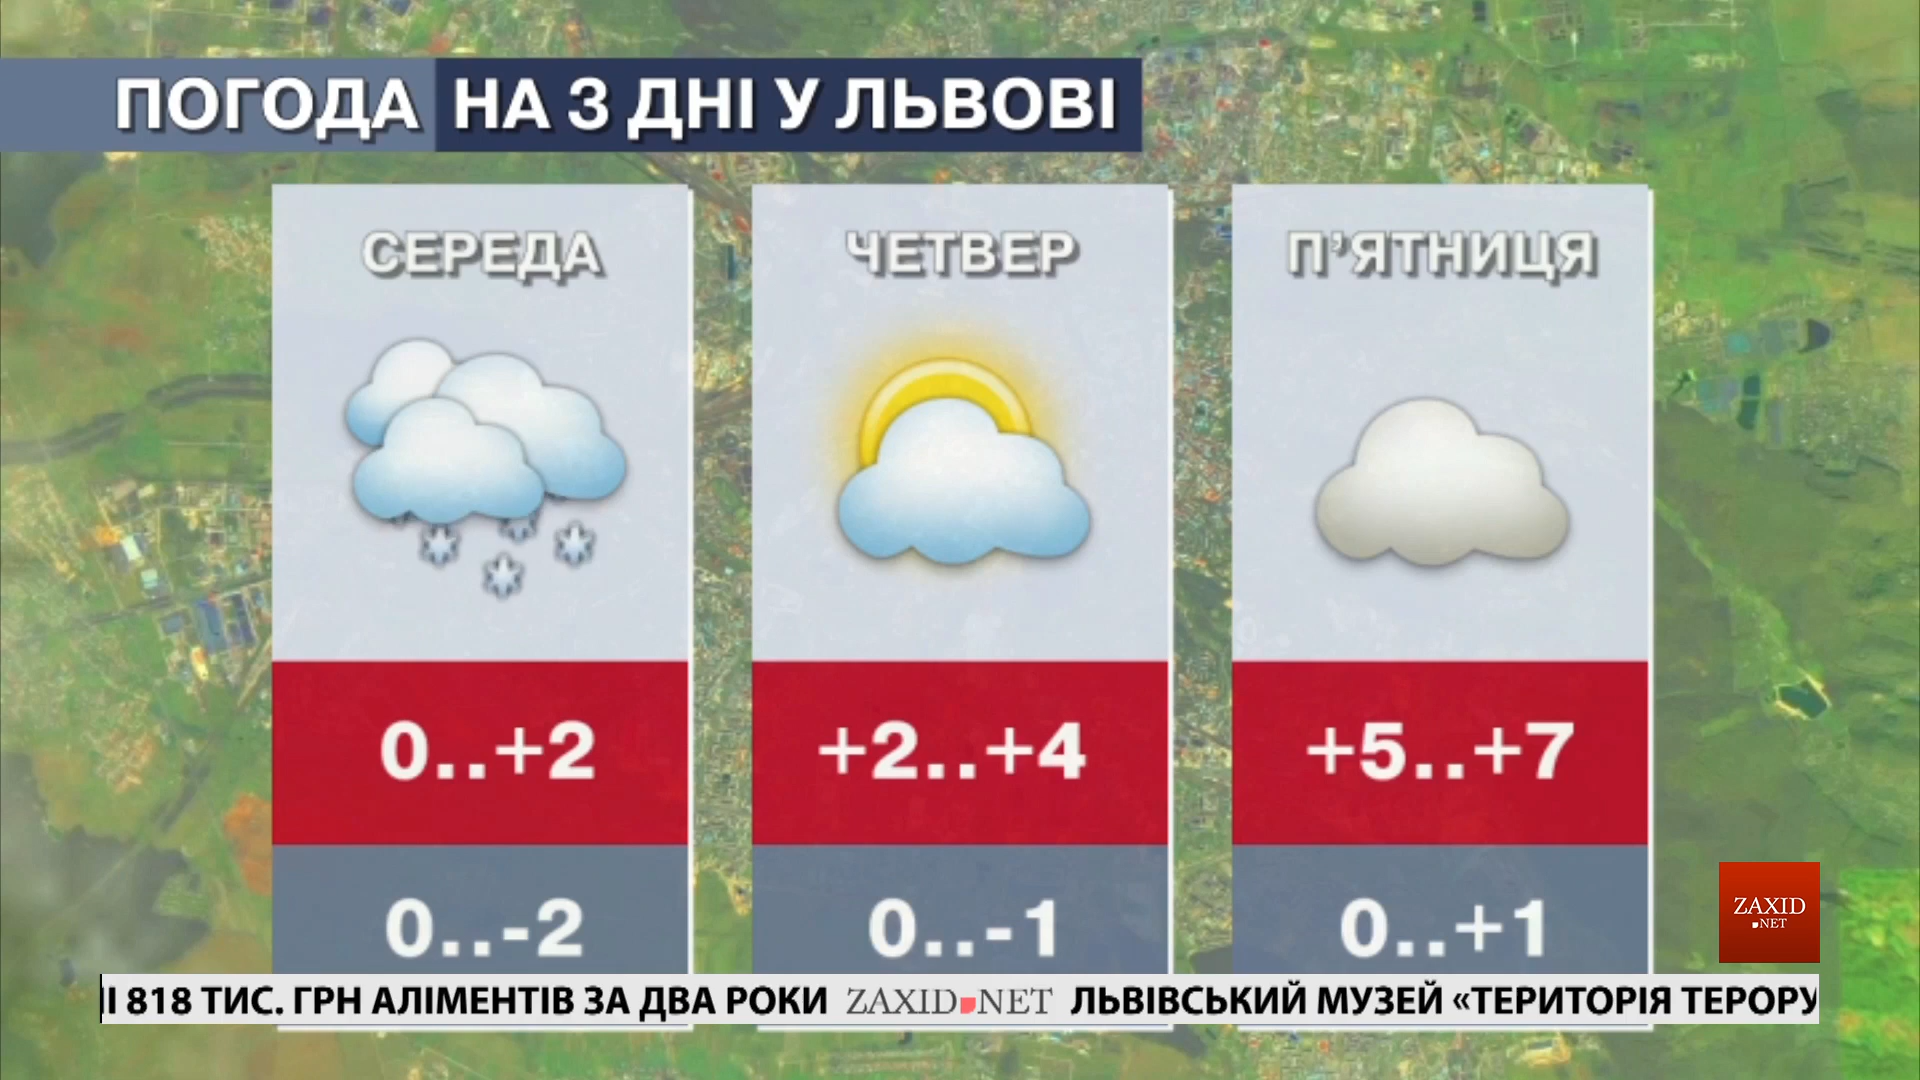 ПОГОДА НА 3 ДНІ У ЛЬВОВІ
СЕРЕДА
0..+2
0..-2
ЧЕТВЕР
+2..+4
0..-1
П’ЯТНИЦЯ
+5..+7
0..+1
ZAXID
.NET
818 ТИС. ГРН АЛІМЕНТІВ ЗА ДВА РОКИ ZAXID.NET ЛЬВІВСЬКИЙ МУЗЕЙ «ТЕРИТОРІЯ ТЕРОРУ